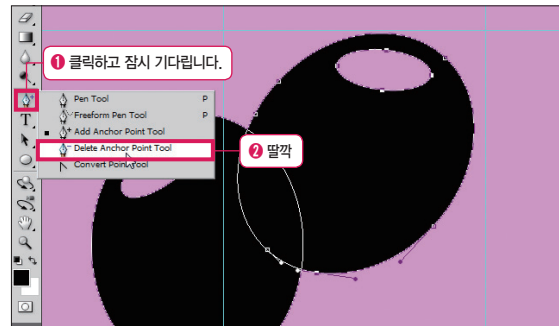 ❶ 클릭하고 잠시 기다립니다.
Pen Tool P
Freeform Pen Tool P
Add Anchor Point Tool
Delete Anchor Point Tool
❷ 딸깍
Convert Point Tool
T